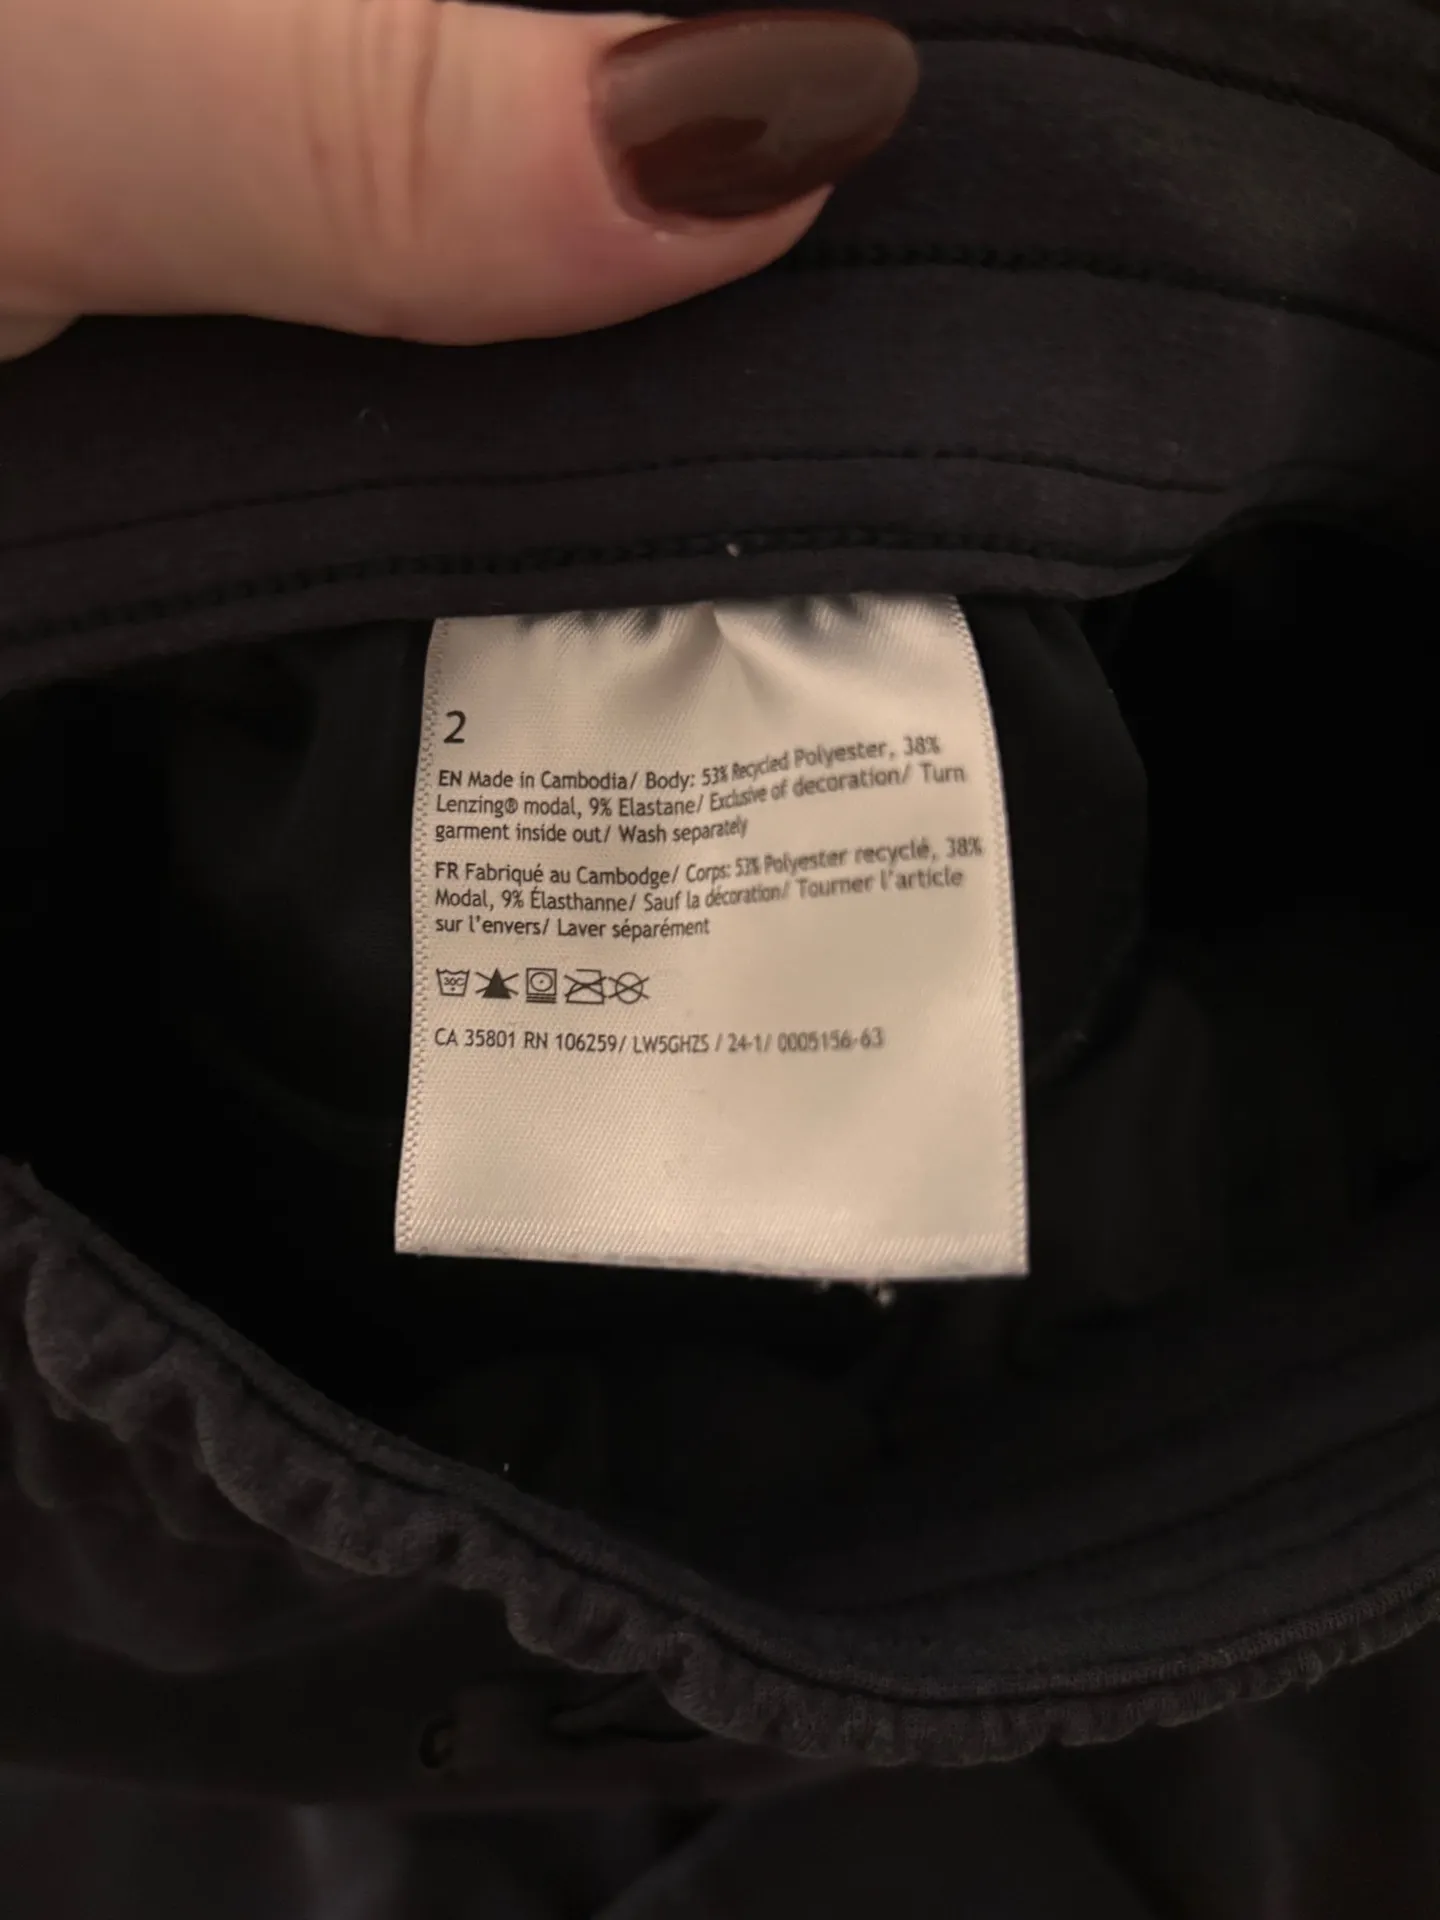 2
EN Made in Cambodia/ Body: 53% Recycled Polyester, 38%
Lenzing® modal, 9% Elastane/ Exclusive of decoration/ Turn
garment inside out/ Wash separately
FR Fabriqué au Cambodge/ Corps: 53% Polyester recyclé, 38%
Modal, 9% Élasthanne/ Sauf la décoration/ Tourner l'article
sur l'envers/ Laver séparément
30C
CA 35801 RN 106259/ LW5GHZS / 24-1/ 0005156-63